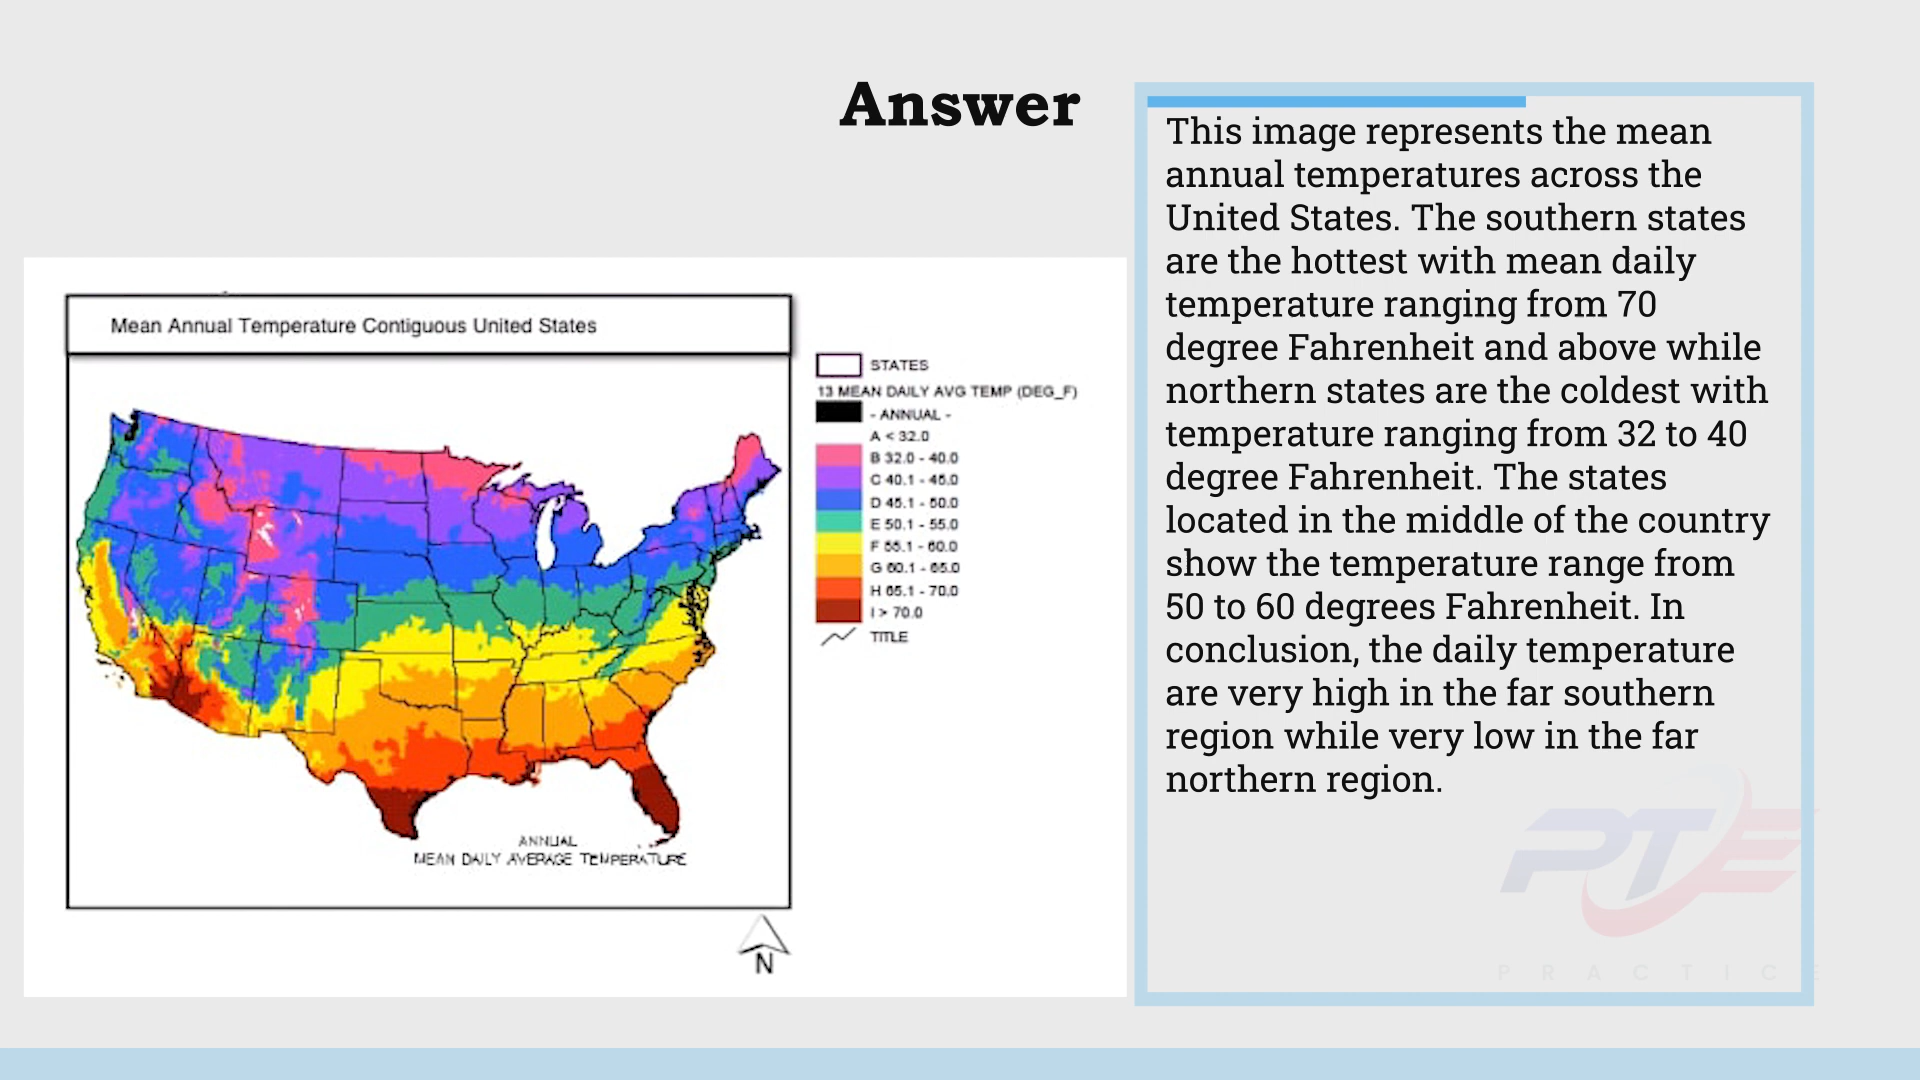 Answer
Mean Annual Temperature Contiguous United States
STATES
13 MEAN DAILY AVG TEMP (DEG_F)
- ANNUAL -
A < 32.0
B 32.0 - 40.0
C 40.1 - 45.0
D 45.1 - 50.0
E 50.1 - 55.0
F 55.1 - 60.0
G 60.1 - 65.0
H 65.1 - 70.0
I > 70.0
TITLE
ANNUAL
MEAN DAILY AVERAGE TEMPERATURE
N
This image represents the mean
annual temperatures across the
United States. The southern states
are the hottest with mean daily
temperature ranging from 70
degree Fahrenheit and above while
northern states are the coldest with
temperature ranging from 32 to 40
degree Fahrenheit. The states
located in the middle of the country
show the temperature range from
50 to 60 degrees Fahrenheit. In
conclusion, the daily temperature
are very high in the far southern
region while very low in the far
northern region.
PTE
PRACTICE